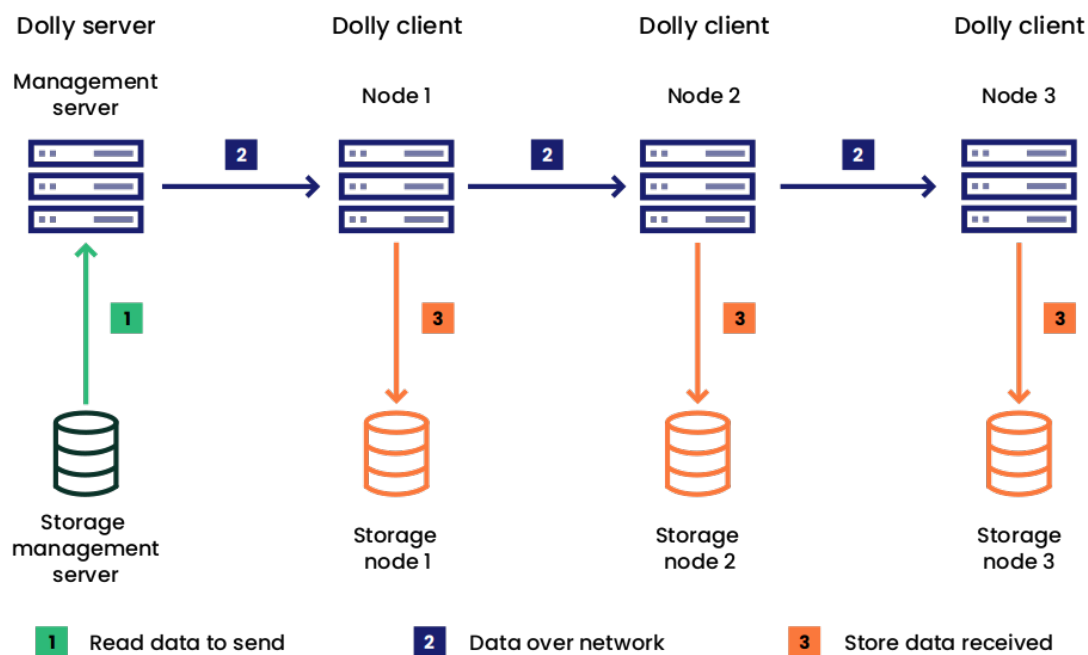 Dolly server
Dolly client
Dolly client
Dolly client
Management
server
Node 1
Node 2
Node 3
2
2
2
1
3
3
3
Storage
management
server
Storage
node 1
Storage
node 2
Storage
node 3
1 Read data to send
2 Data over network
3 Store data received